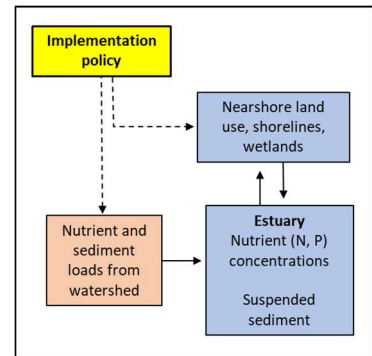 Implementation
policy
Nearshore land
use, shorelines,
wetlands
Nutrient and
sediment
loads from
watershed
Estuary
Nutrient (N, P)
concentrations
Suspended
sediment